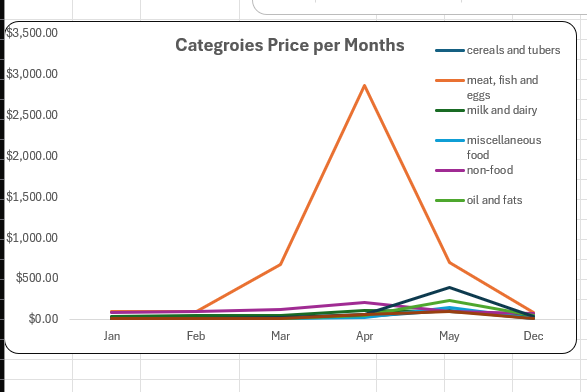 Categroies Price per Months
$3,500.00
$3,000.00
$2,500.00
$2,000.00
$1,500.00
$1,000.00
$500.00
$0.00
Jan Feb Mar Apr May Dec
cereals and tubers
meat, fish and
eggs
milk and dairy
miscellaneous
food
non-food
oil and fats